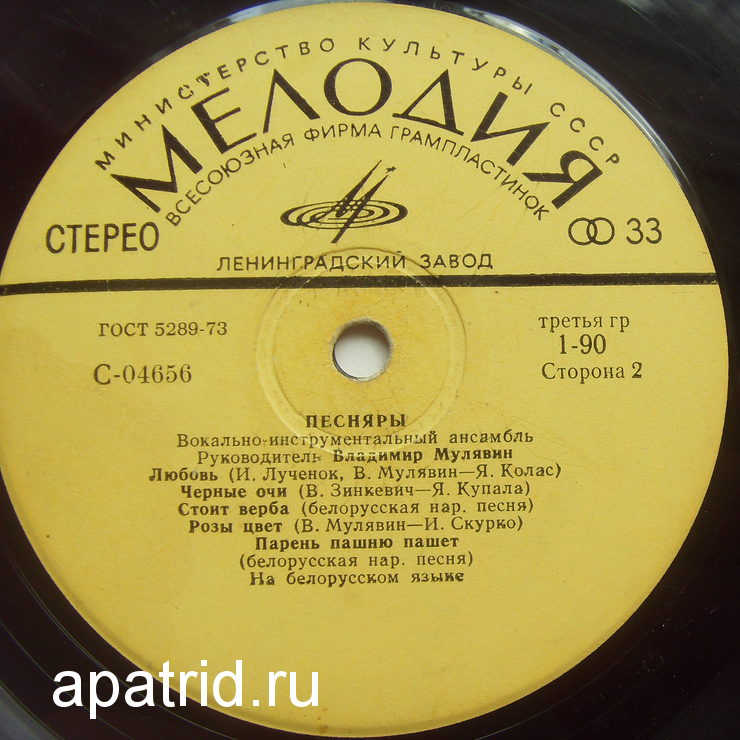 МИНИСТЕРСТВО КУЛЬТУРЫ СССР
МЕЛОДИЯ
ВСЕСОЮЗНАЯ ФИРМА ГРАМПЛАСТИНОК
СТЕРЕО
33
ЛЕНИНГРАДСКИЙ ЗАВОД
ГОСТ 5289-73
третья гр
1-90
С-04656
Сторона 2
ПЕСНЯРЫ
Вокально-инструментальный ансамбль
Руководитель Владимир Мулявин
Любовь (И. Лученок, В. Мулявин—Я. Колас)
Черные очи (В. Зинкевич—Я. Купала)
Стоит верба (белорусская нар. песня)
Розы цвет (В. Мулявин—И. Скурко)
Парень пашню пашет
(белорусская нар. песня)
На белорусском языке
apatrid.ru